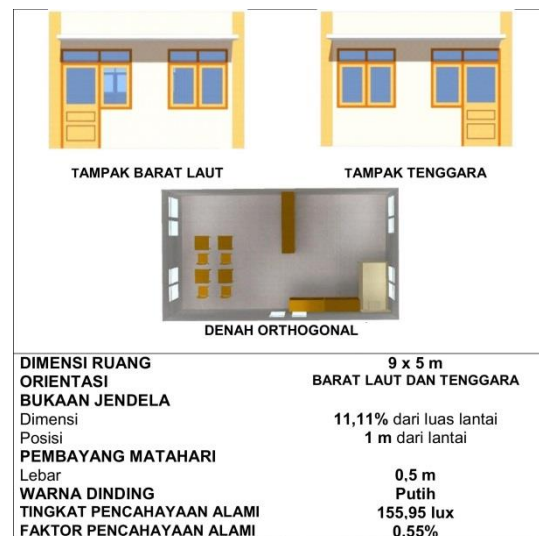 TAMPAK BARAT LAUT TAMPAK TENGGARA
DENAH ORTHOGONAL
DIMENSI RUANG 9 x 5 m
ORIENTASI BARAT LAUT DAN TENGGARA
BUKAAN JENDELA
Dimensi 11,11% dari luas lantai
Posisi 1 m dari lantai
PEMBAYANG MATAHARI
Lebar 0,5 m
WARNA DINDING Putih
TINGKAT PENCAHAYAAN ALAMI 155,95 lux
FAKTOR PENCAHAYAAN ALAMI 0,55%